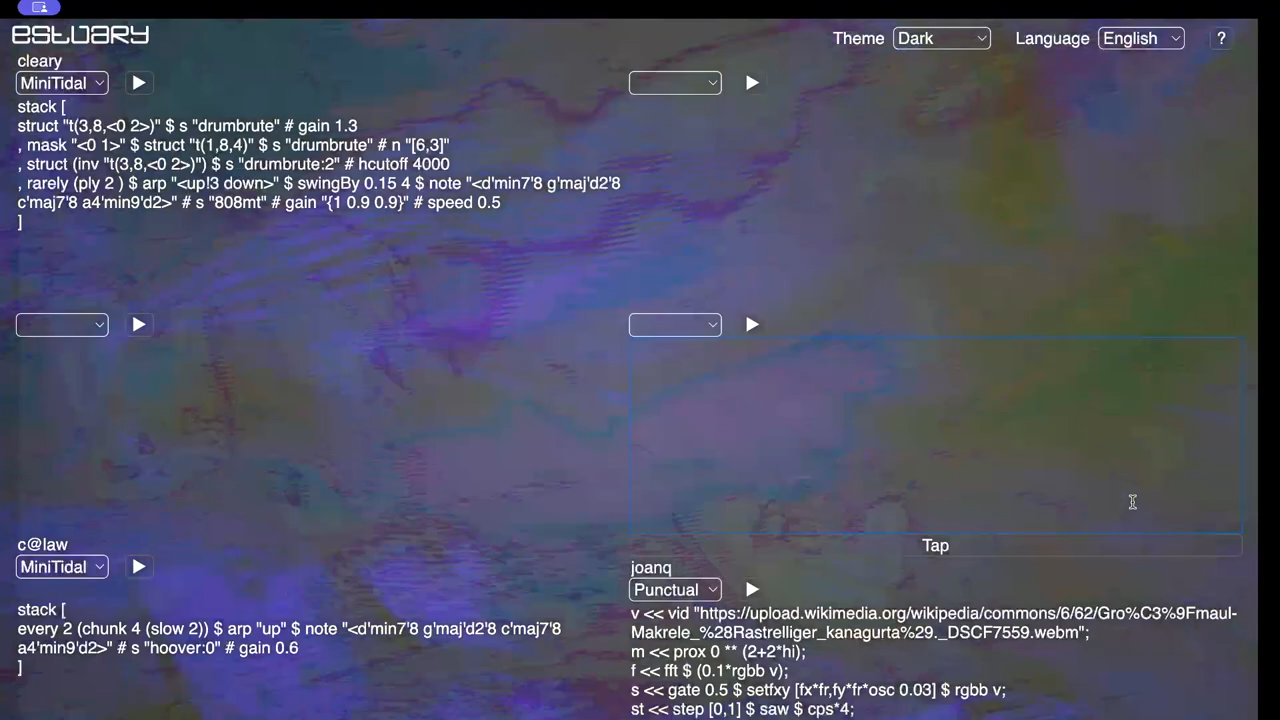 ESTUARY
Theme Dark Language English ?
cleary
MiniTidal
stack [
struct "t(3,8,<0 2>)" $ s "drumbrute" # gain 1.3
, mask "<0 1>" $ struct "t(1,8,4)" $ s "drumbrute" # n "[6,3]"
, struct (inv "t(3,8,<0 2>)") $ s "drumbrute:2" # hcutoff 4000
, rarely (ply 2 ) $ arp "<up!3 down>" $ swingBy 0.15 4 $ note "<d'min7'8 g'maj'd2'8
c'maj7'8 a4'min9'd2>" # s "808mt" # gain "{1 0.9 0.9}" # speed 0.5
]
c@law
MiniTidal
stack [
every 2 (chunk 4 (slow 2)) $ arp "up" $ note "<d'min7'8 g'maj'd2'8 c'maj7'8
a4'min9'd2>" # s "hoover:0" # gain 0.6
]
Tap
joanq
Punctual
v << vid "https://upload.wikimedia.org/wikipedia/commons/6/62/Gro%C3%9Fmaul-
Makrele_%28Rastrelliger_kanagurta%29._DSCF7559.webm";
m << prox 0 ** (2+2*hi);
f << fft $ (0.1*rgbb v);
s << gate 0.5 $ setfxy [fx*fr,fy*fr*osc 0.03] $ rgbb v;
st << step [0,1] $ saw $ cps*4;